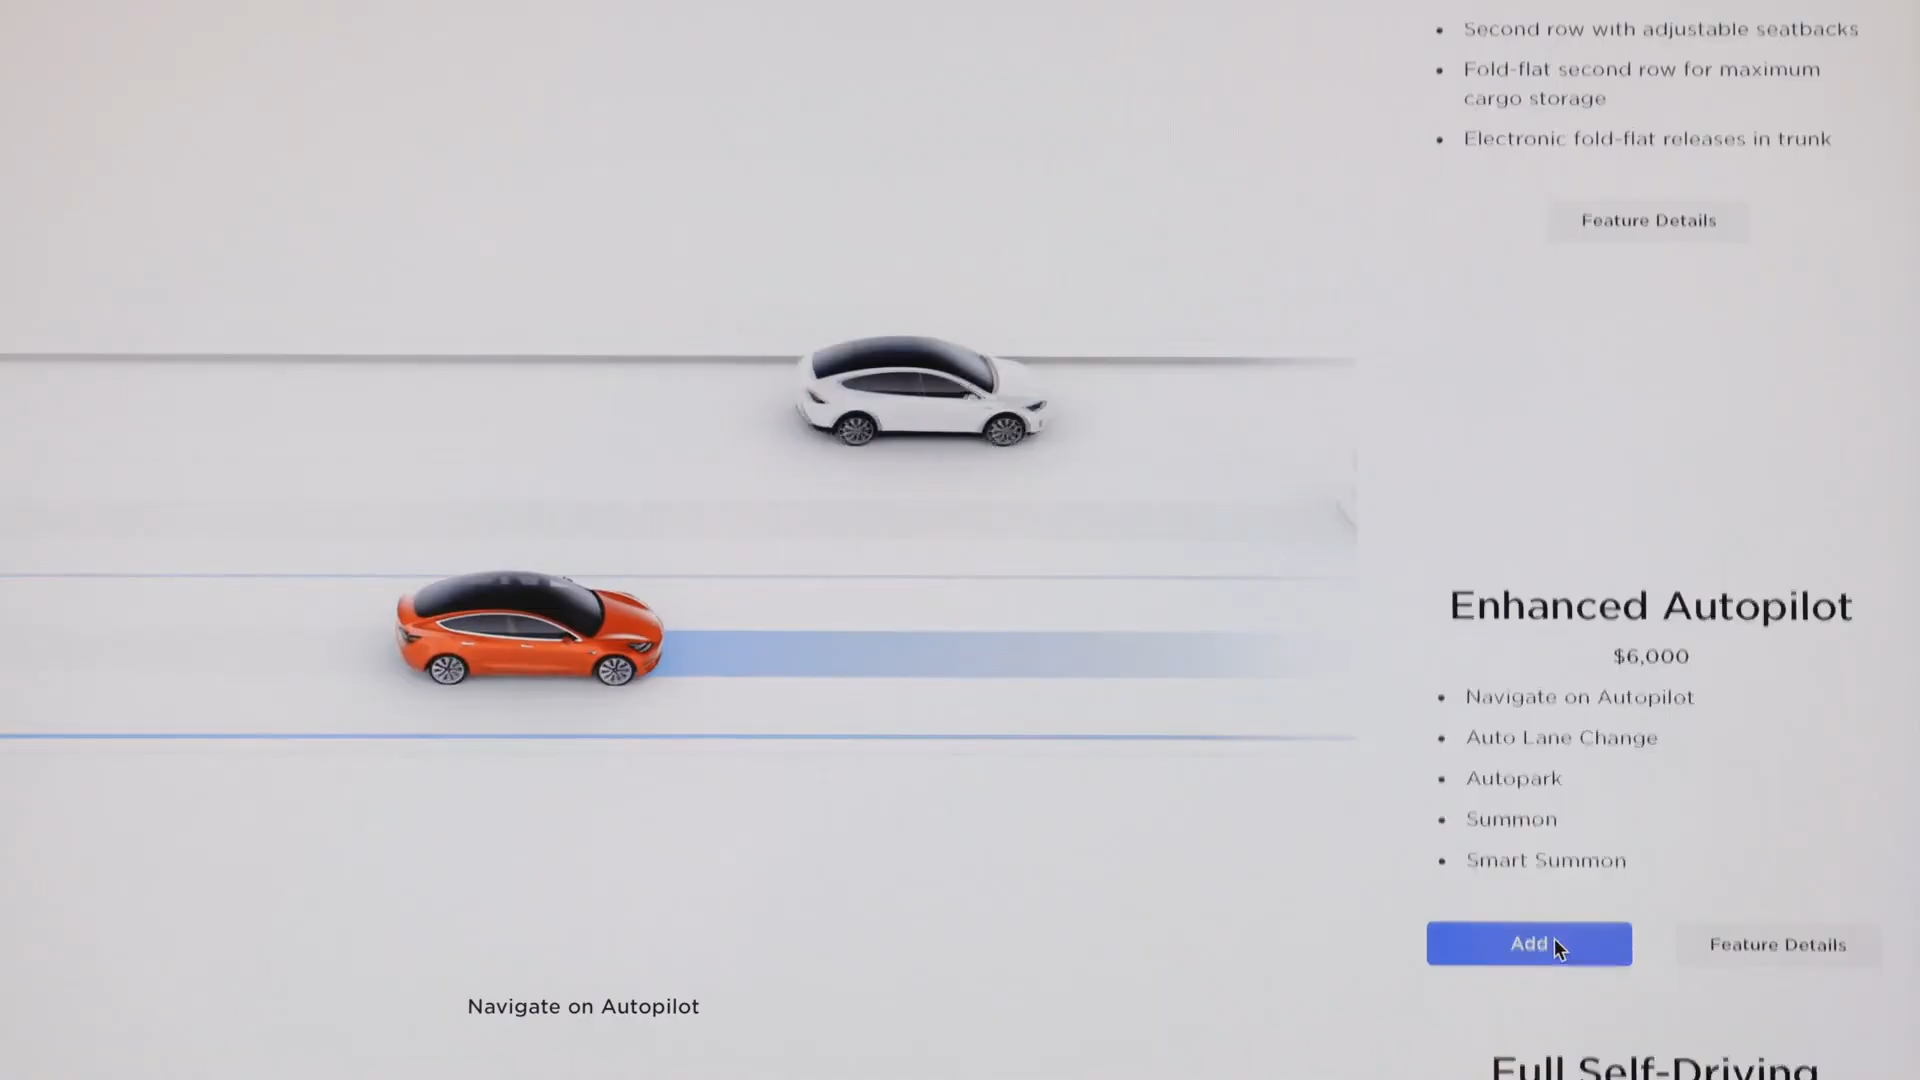 Second row with adjustable seatbacks
Fold-flat second row for maximum
cargo storage
Electronic fold-flat releases in trunk
Feature Details
Enhanced Autopilot
$6,000
Navigate on Autopilot
Auto Lane Change
Autopark
Summon
Smart Summon
Add
Feature Details
Navigate on Autopilot
Full Self-Driving